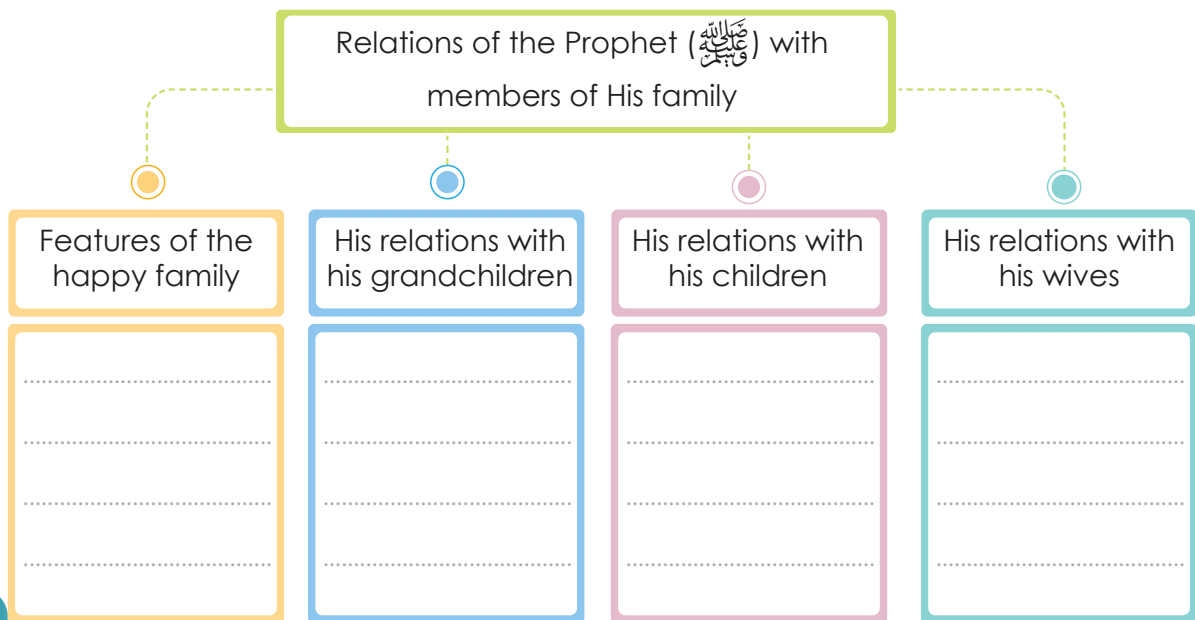 Relations of the Prophet (ﷺ) with
members of His family
Features of the
happy family
His relations with
his grandchildren
His relations with
his children
His relations with
his wives